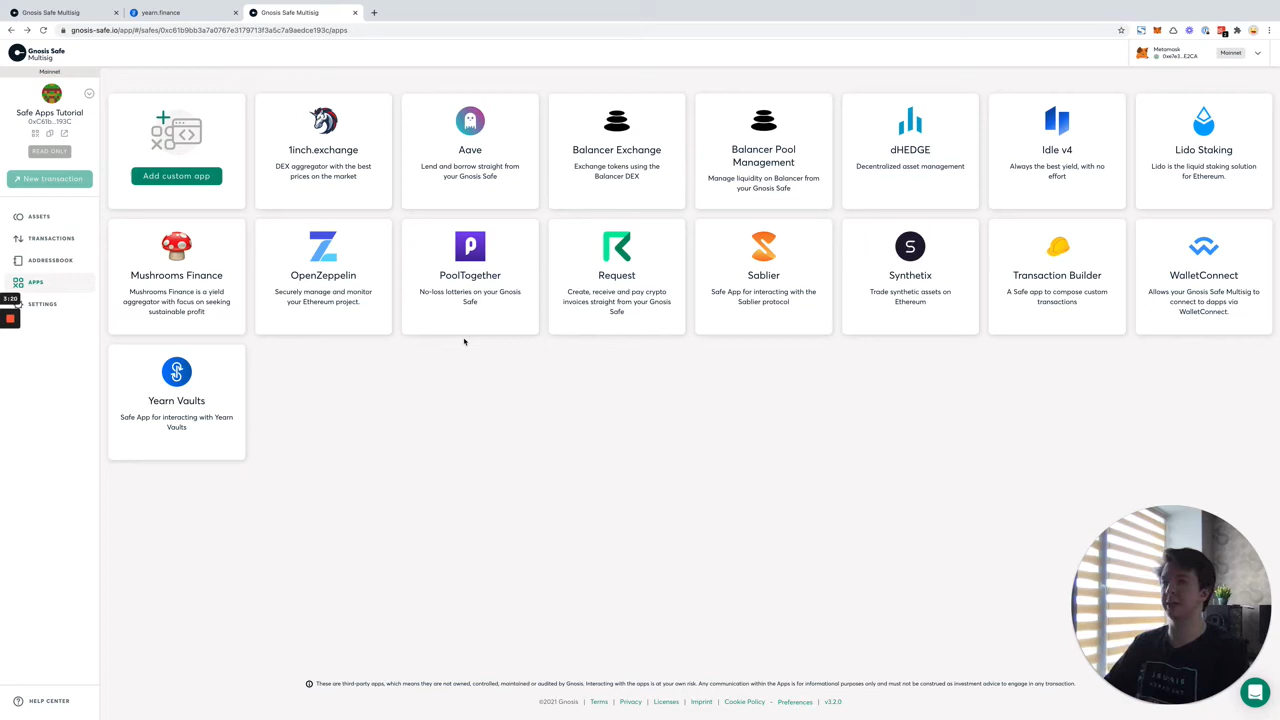 Gnosis Safe Multisig
yearn.finance
Gnosis Safe Multisig
gnosis-safe.io/app/#/safes/0xc61b9bb3a7a0767e3179713f3a5c7a9aedce193c/apps
Gnosis Safe
Multisig
Metamask
0xe7e3...E2CA
Mainnet
Mainnet
Safe Apps Tutorial
0xC61b...193C
READ ONLY
New transaction
ASSETS
TRANSACTIONS
ADDRESSBOOK
APPS
3:20
SETTINGS
HELP CENTER
Add custom app
1inch.exchange
DEX aggregator with the best
prices on the market
Aave
Lend and borrow straight from
your Gnosis Safe
Balancer Exchange
Exchange tokens using the
Balancer DEX
Balancer Pool
Management
Manage liquidity on Balancer from
your Gnosis Safe
dHEDGE
Decentralized asset management
Idle v4
Always the best yield, with no
effort
Lido Staking
Lido is the liquid staking solution
for Ethereum.
Mushrooms Finance
Mushrooms Finance is a yield
aggregator with focus on seeking
sustainable profit
OpenZeppelin
Securely manage and monitor
your Ethereum project.
PoolTogether
No-loss lotteries on your Gnosis
Safe
Request
Create, receive and pay crypto
invoices straight from your Gnosis
Safe
Sablier
Safe App for interacting with the
Sablier protocol
Synthetix
Trade synthetic assets on
Ethereum
Transaction Builder
A Safe app to compose custom
transactions
WalletConnect
Allows your Gnosis Safe Multisig to
connect to dapps via
WalletConnect.
Yearn Vaults
Safe App for interacting with Yearn
Vaults
These are third-party apps, which means they are not owned, controlled, maintained or audited by Gnosis. Interacting with the apps is at your own risk. Any communication within the Apps is for informational purposes only and must not be construed as investment advice to engage in any transaction.
©2021 Gnosis | Terms | Privacy | Licenses | Imprint | Cookie Policy - Preferences | v3.2.0